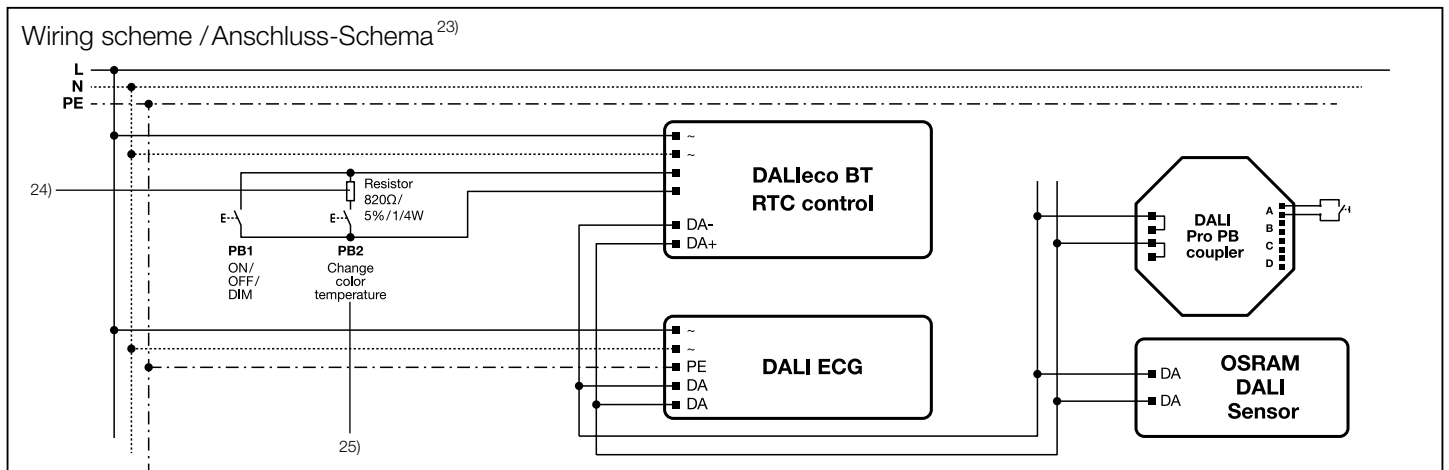 Wiring scheme / Anschluss-Schema 23)
L
N
PE
24)
Resistor
820Ω/
5%/1/4W
PB1
ON/
OFF/
DIM
PB2
Change
color
temperature
25)
DALIeco BT
RTC control
~
~
DA-
DA+
DALI ECG
~
~
PE
DA
DA
DALI
Pro PB
coupler
A
B
C
D
OSRAM
DALI
Sensor
DA
DA